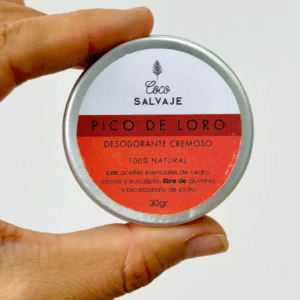 Coco
SALVAJE
PICO DE LORO
DESODORANTE CREMOSO
100% NATURAL
con aceites esenciales de cedro,
clavos y eucalipto, libre de aluminio
y bicarbonato de sodio.
30gr